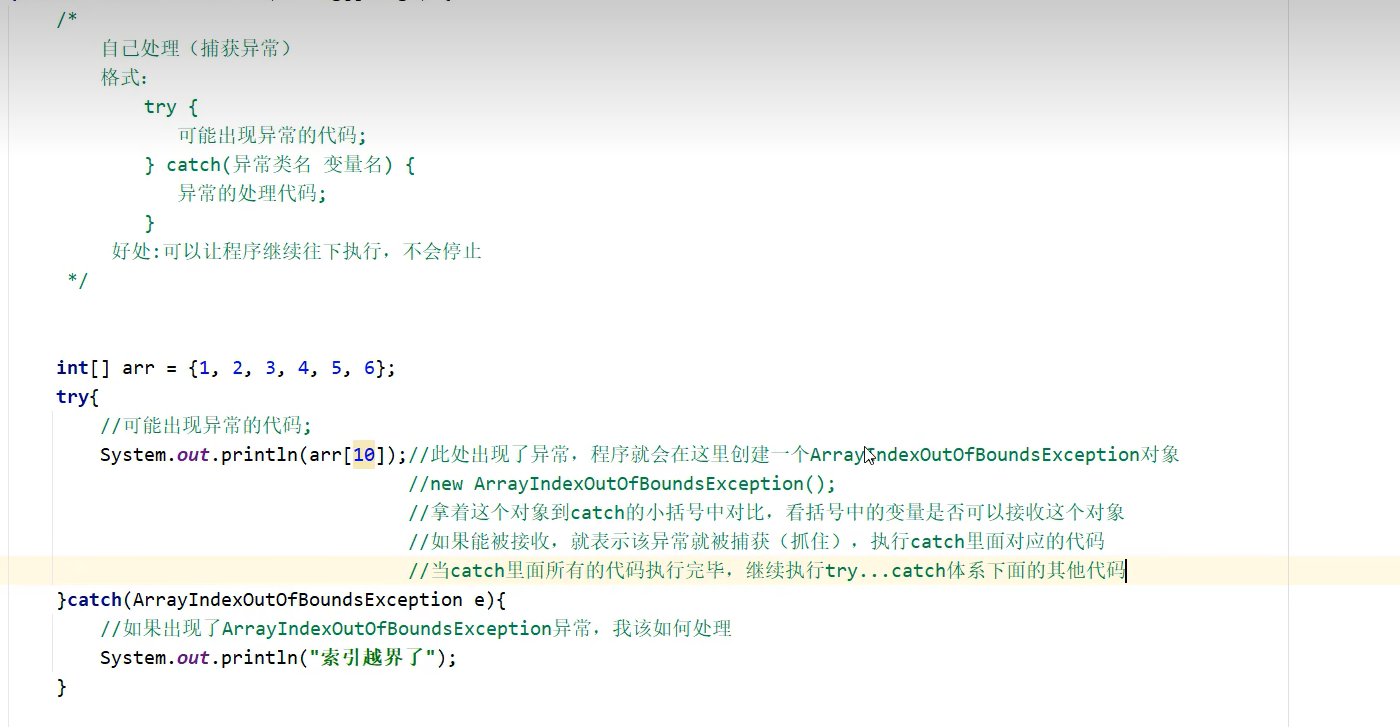 /*
自己处理（捕获异常）
格式：
try {
可能出现异常的代码;
} catch(异常类名 变量名) {
异常的处理代码;
}
好处:可以让程序继续往下执行，不会停止
*/
int[] arr = {1, 2, 3, 4, 5, 6};
try{
//可能出现异常的代码;
System.out.println(arr[10]);//此处出现了异常，程序就会在这里创建一个ArrayIndexOutOfBoundsException对象
//new ArrayIndexOutOfBoundsException();
//拿着这个对象到catch的小括号中对比，看括号中的变量是否可以接收这个对象
//如果能被接收，就表示该异常就被捕获（抓住），执行catch里面对应的代码
//当catch里面所有的代码执行完毕，继续执行try...catch体系下面的其他代码
}catch(ArrayIndexOutOfBoundsException e){
//如果出现了ArrayIndexOutOfBoundsException异常，我该如何处理
System.out.println("索引越界了");
}